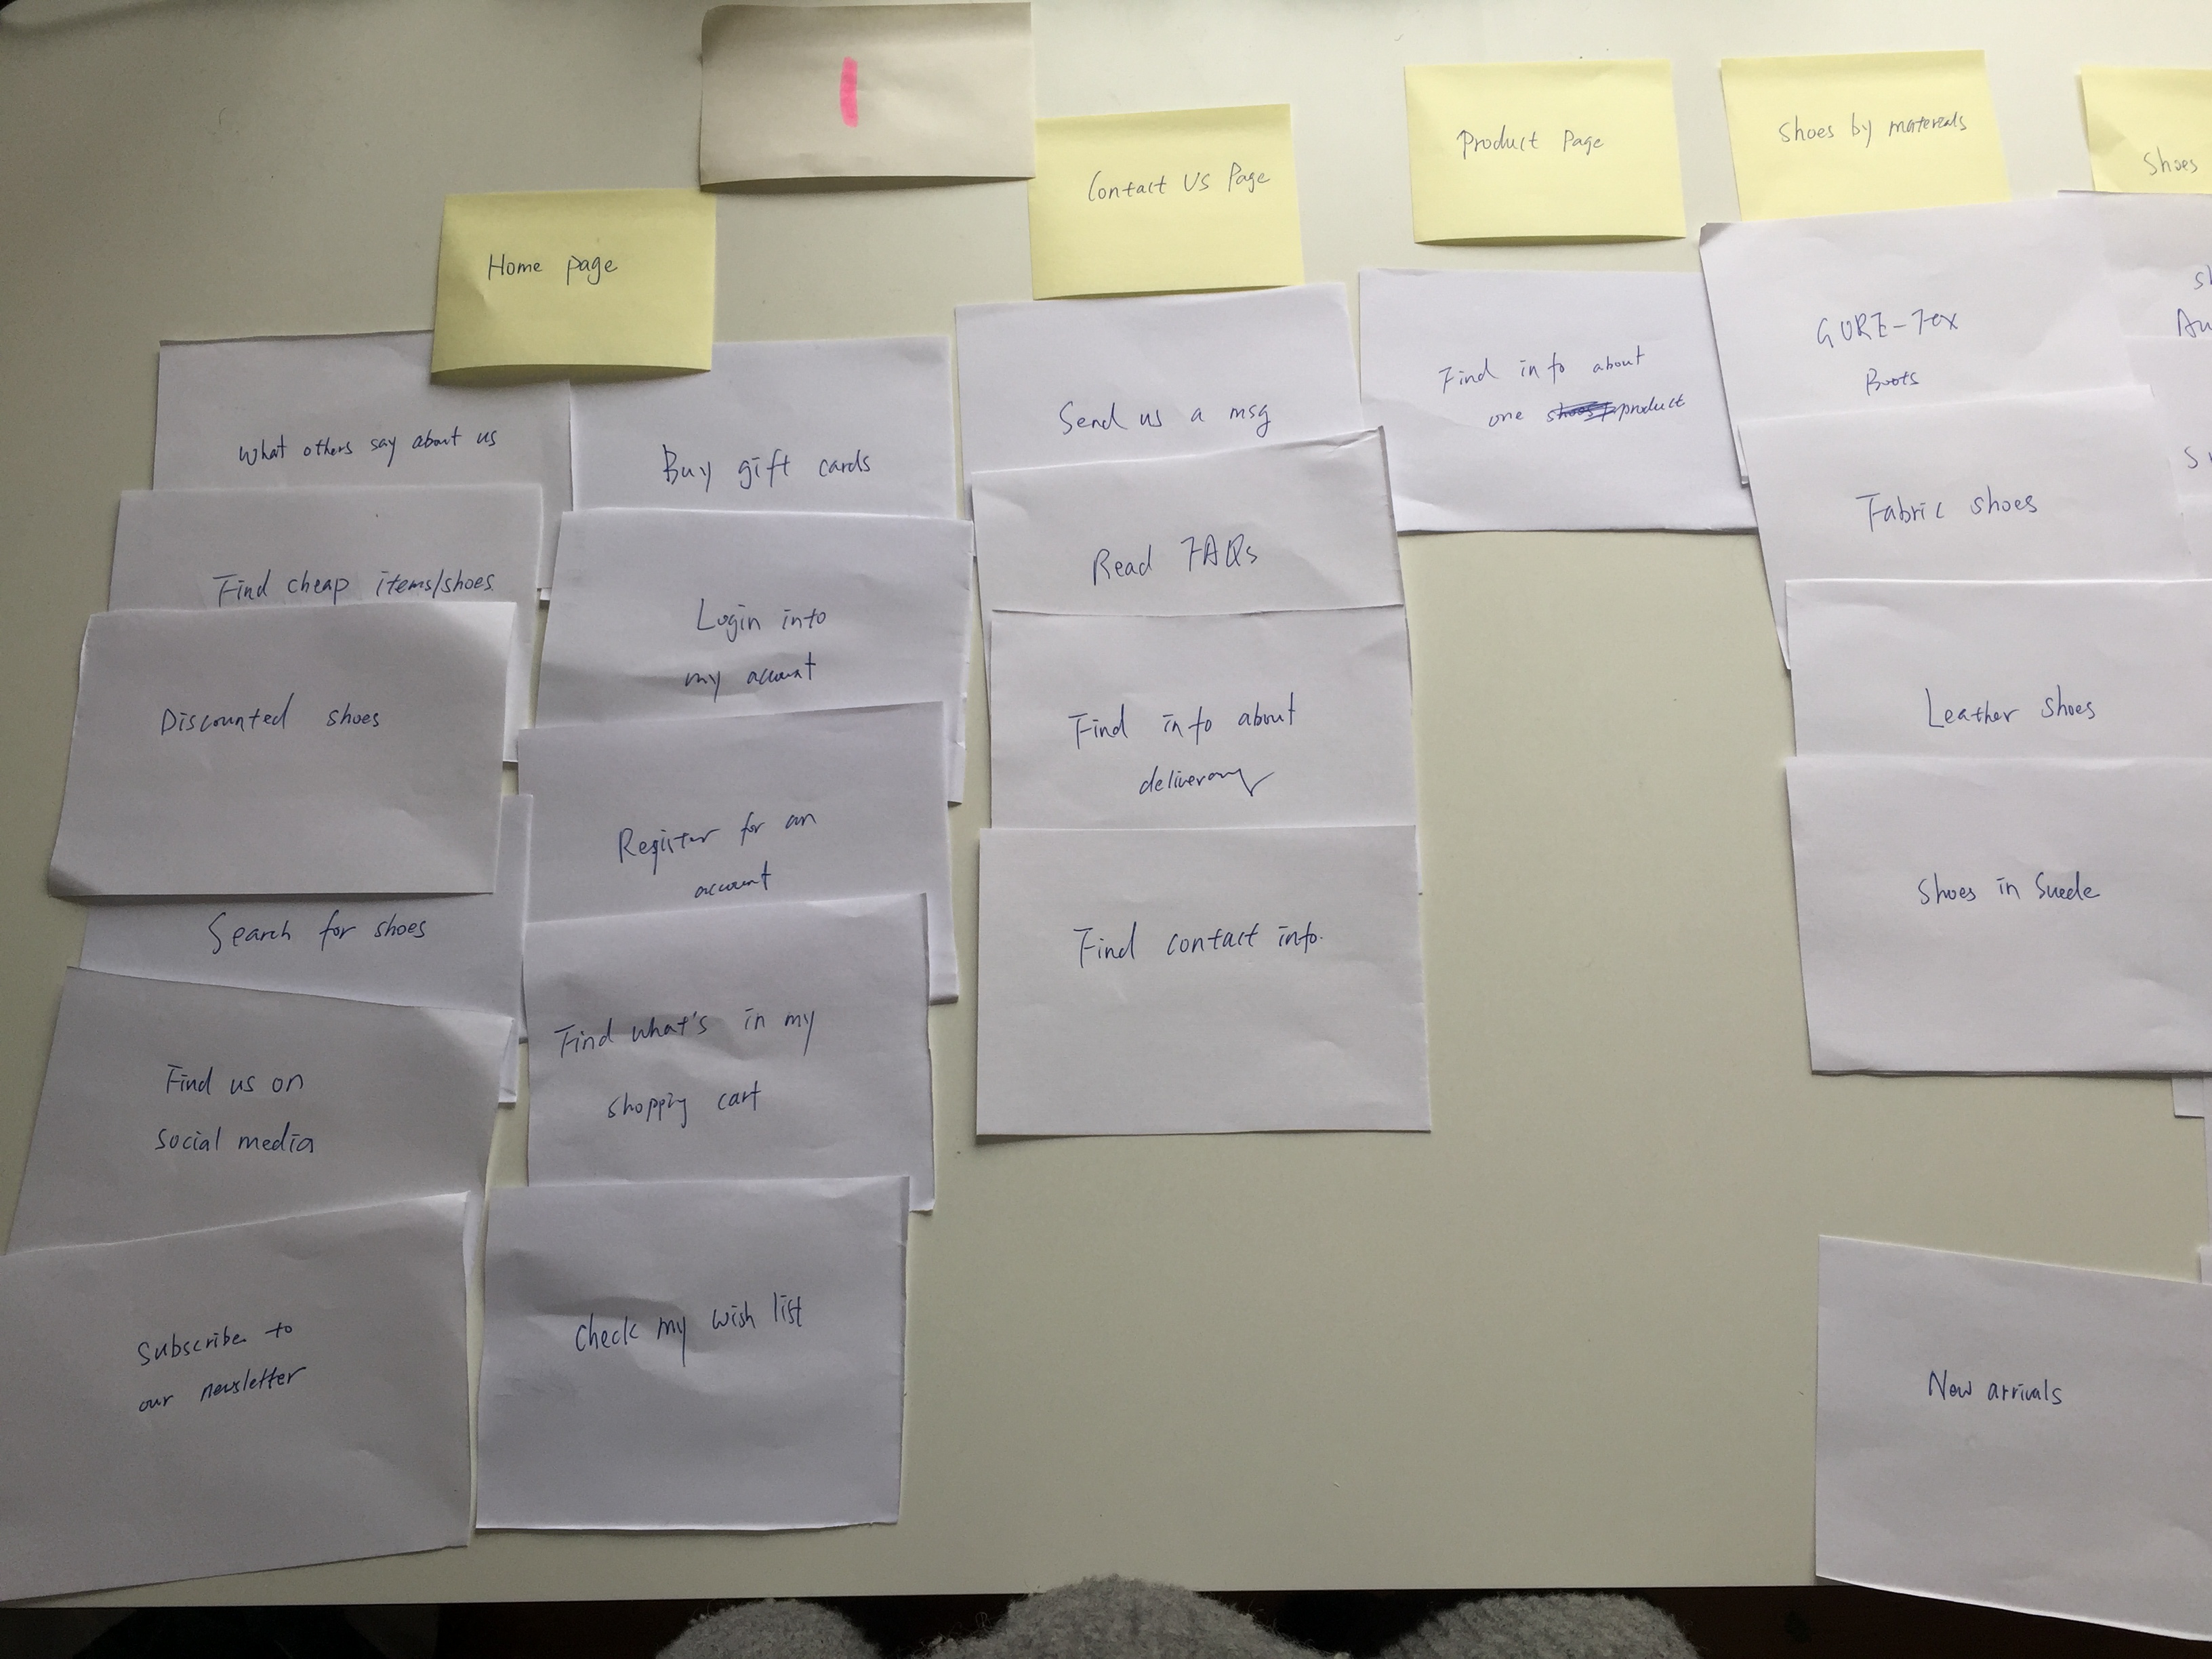 Home page
What others say about us
Find cheap items/shoes
Discounted shoes
Search for shoes
Find us on
social media
Subscribe to
our newsletter
Buy gift cards
Login into
my account
Register for an
account
Find what's in my
shopping cart
Check my wish list
Contact Us Page
Send us a msg
Read FAQs
Find info about
delivery
Find contact info.
Product Page
Find info about
one product
Shoes by materials
GORE-Tex
Boots
Fabric shoes
Leather shoes
Shoes in Suede
New arrivals
Shoes